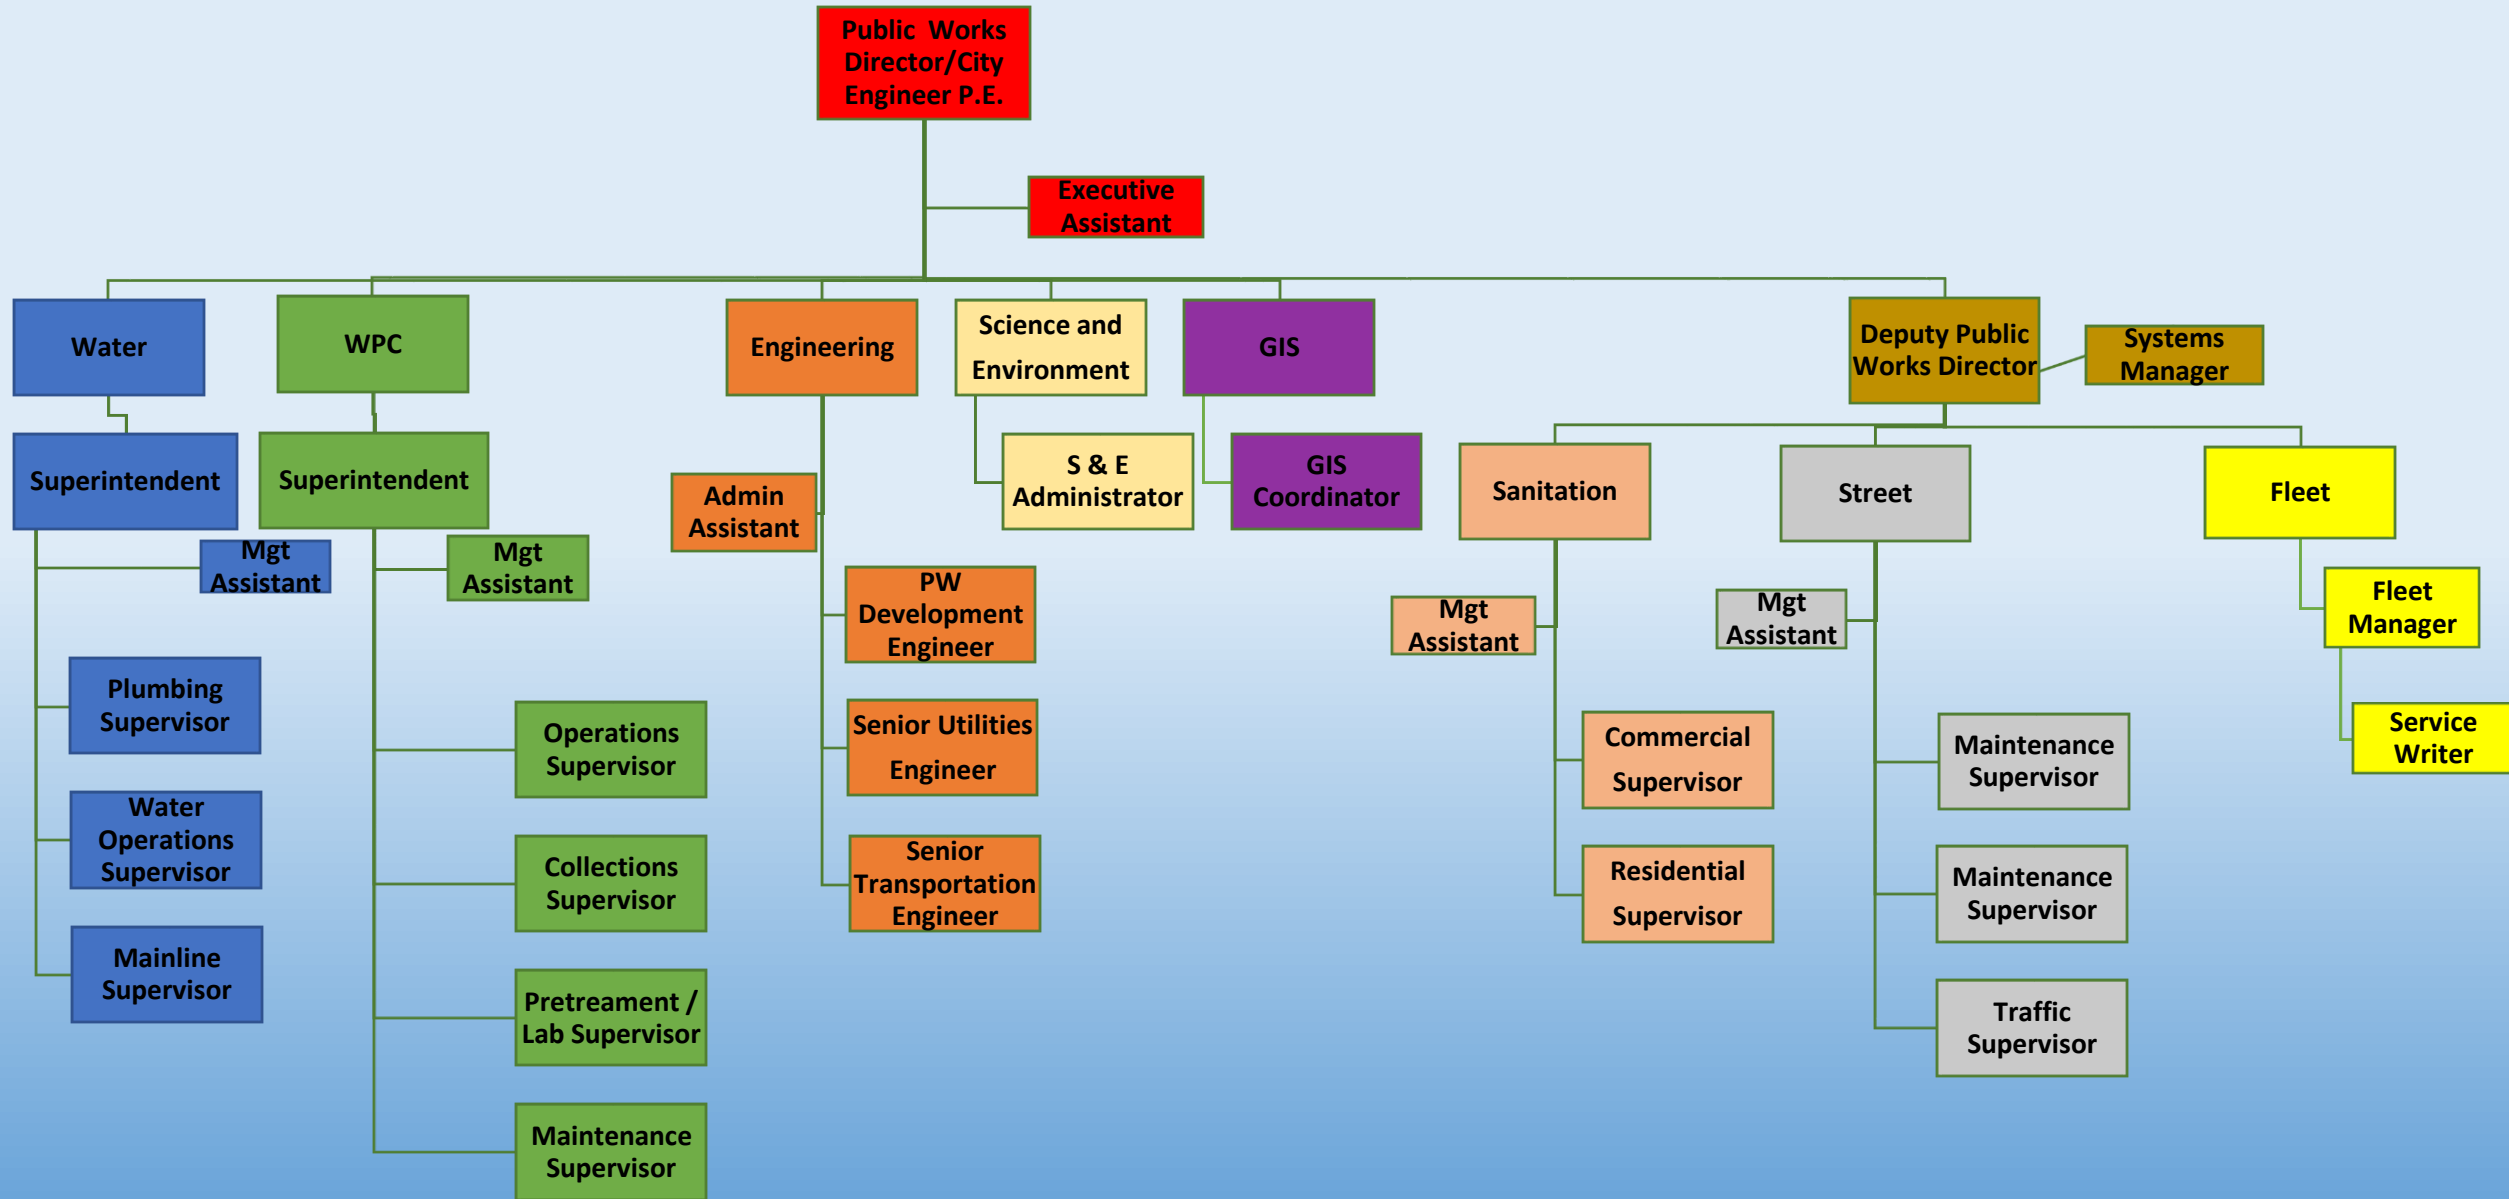 Public Works
Director/City
Engineer P.E.
Executive
Assistant
Water
WPC
Engineering
Science and
Environment
GIS
Deputy Public
Works Director
Systems
Manager
Superintendent
Superintendent
Admin
Assistant
S & E
Administrator
GIS
Coordinator
Sanitation
Street
Fleet
Mgt
Assistant
Mgt
Assistant
PW
Development
Engineer
Mgt
Assistant
Mgt
Assistant
Fleet
Manager
Plumbing
Supervisor
Operations
Supervisor
Senior Utilities
Engineer
Commercial
Supervisor
Maintenance
Supervisor
Service
Writer
Water
Operations
Supervisor
Collections
Supervisor
Senior
Transportation
Engineer
Residential
Supervisor
Maintenance
Supervisor
Mainline
Supervisor
Pretreament /
Lab Supervisor
Traffic
Supervisor
Maintenance
Supervisor